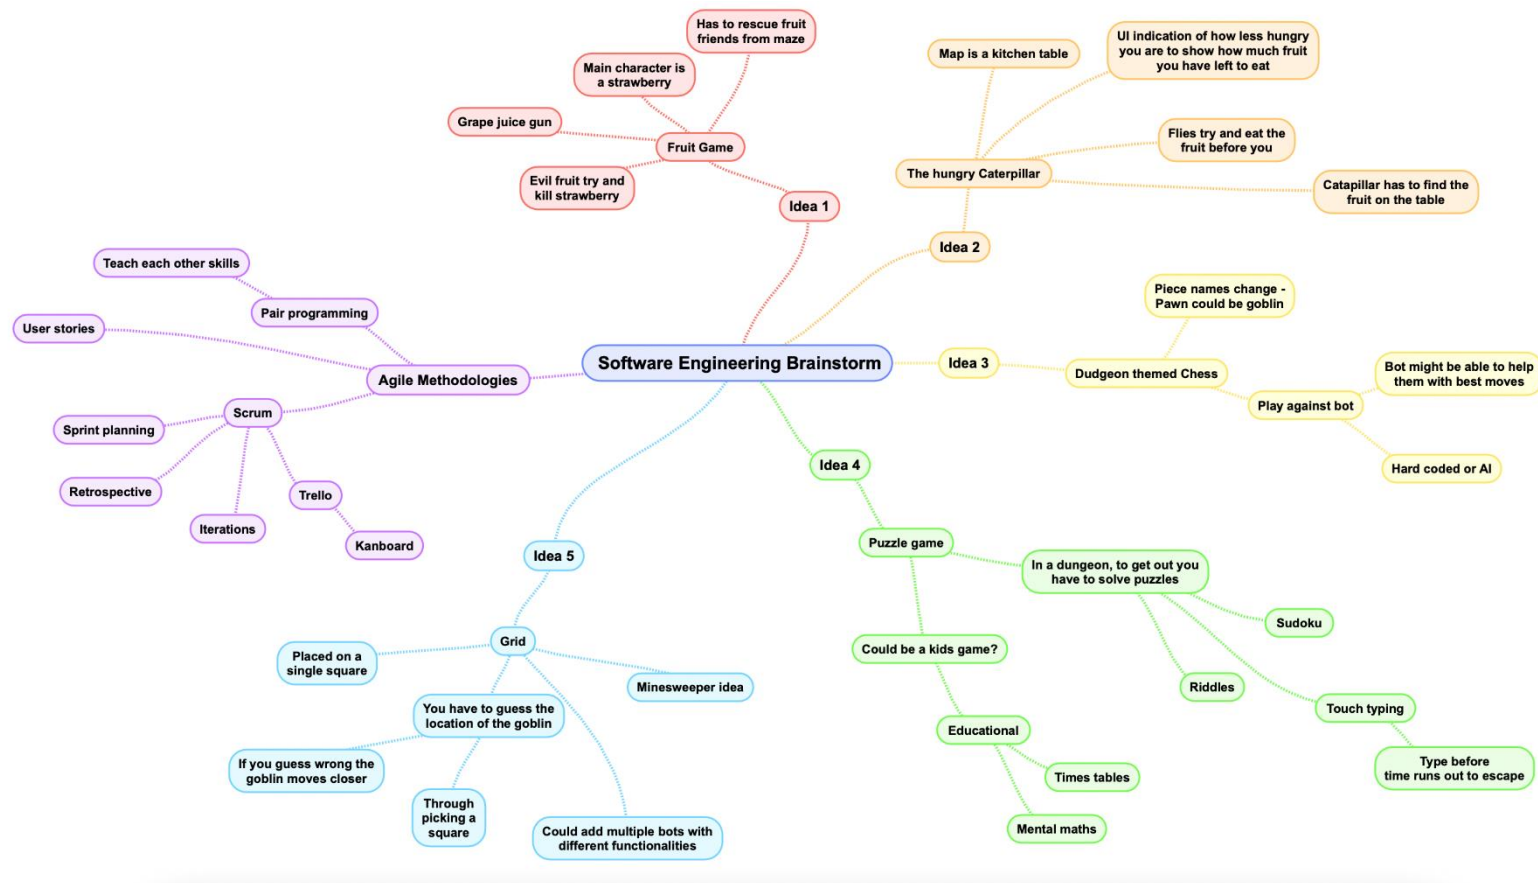 Software Engineering Brainstorm
Idea 1
Fruit Game
Has to rescue fruit
friends from maze
Main character is
a strawberry
Grape juice gun
Evil fruit try and
kill strawberry
Idea 2
The hungry Caterpillar
Map is a kitchen table
UI indication of how less hungry
you are to show how much fruit
you have left to eat
Flies try and eat the
fruit before you
Catapillar has to find the
fruit on the table
Idea 3
Dudgeon themed Chess
Piece names change -
Pawn could be goblin
Play against bot
Bot might be able to help
them with best moves
Hard coded or AI
Idea 4
Puzzle game
In a dungeon, to get out you
have to solve puzzles
Sudoku
Riddles
Touch typing
Type before
time runs out to escape
Could be a kids game?
Educational
Times tables
Mental maths
Idea 5
Grid
Placed on a
single square
Minesweeper idea
You have to guess the
location of the goblin
If you guess wrong the
goblin moves closer
Through
picking a
square
Could add multiple bots with
different functionalities
Agile Methodologies
Pair programming
Teach each other skills
User stories
Scrum
Sprint planning
Retrospective
Iterations
Trello
Kanboard